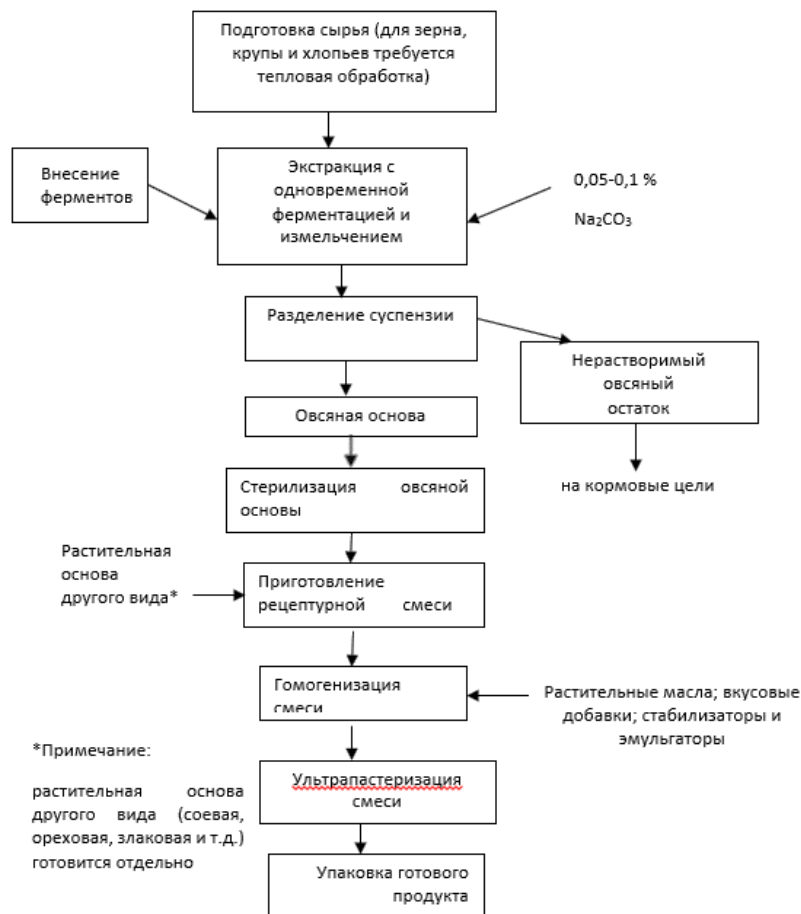 Подготовка сырья (для зерна,
крупы и хлопьев требуется
тепловая обработка)
Внесение
ферментов
Экстракция с
одновременной
ферментацией и
измельчением
0,05-0,1 %
Na₂CO₃
Разделение суспензии
Нерастворимый
овсяный
остаток
Овсяная основа
на кормовые цели
Стерилизация овсяной
основы
Растительная
основа
другого вида*
Приготовление
рецептурной смеси
Гомогенизация
смеси
Растительные масла; вкусовые
добавки; стабилизаторы и
эмульгаторы
*Примечание:
растительная основа
другого вида (соевая,
ореховая, злаковая и т.д.)
готовится отдельно
Ультрапастеризация
смеси
Упаковка готового
продукта